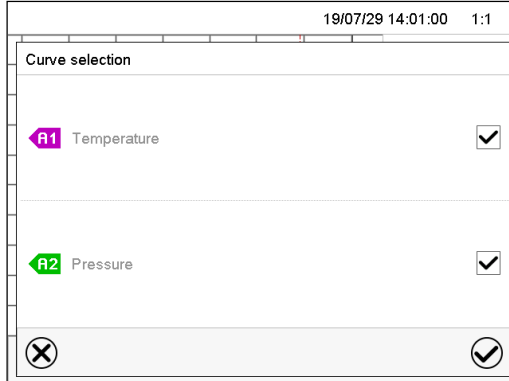 19/07/29 14:01:00 1:1
Curve selection
A1 Temperature
A2 Pressure